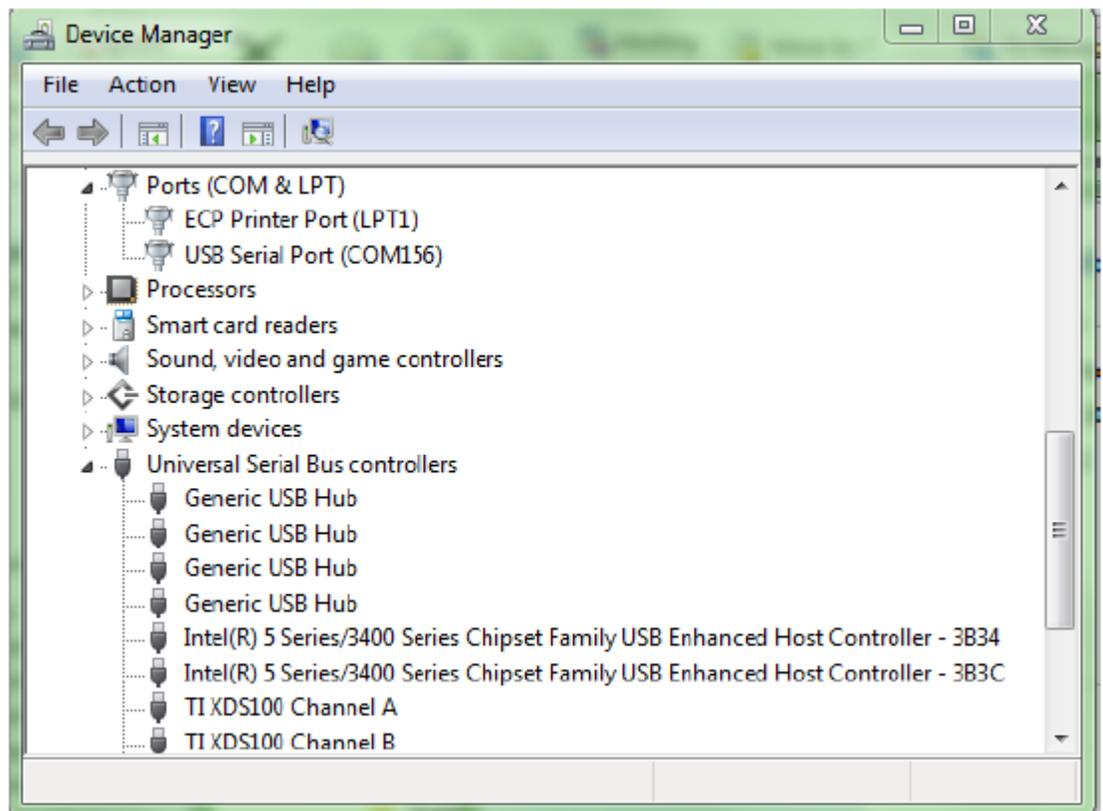 Device Manager
File Action View Help
Ports (COM & LPT)
ECP Printer Port (LPT1)
USB Serial Port (COM156)
Processors
Smart card readers
Sound, video and game controllers
Storage controllers
System devices
Universal Serial Bus controllers
Generic USB Hub
Generic USB Hub
Generic USB Hub
Generic USB Hub
Intel(R) 5 Series/3400 Series Chipset Family USB Enhanced Host Controller - 3B34
Intel(R) 5 Series/3400 Series Chipset Family USB Enhanced Host Controller - 3B3C
TI XDS100 Channel A
TI XDS100 Channel B